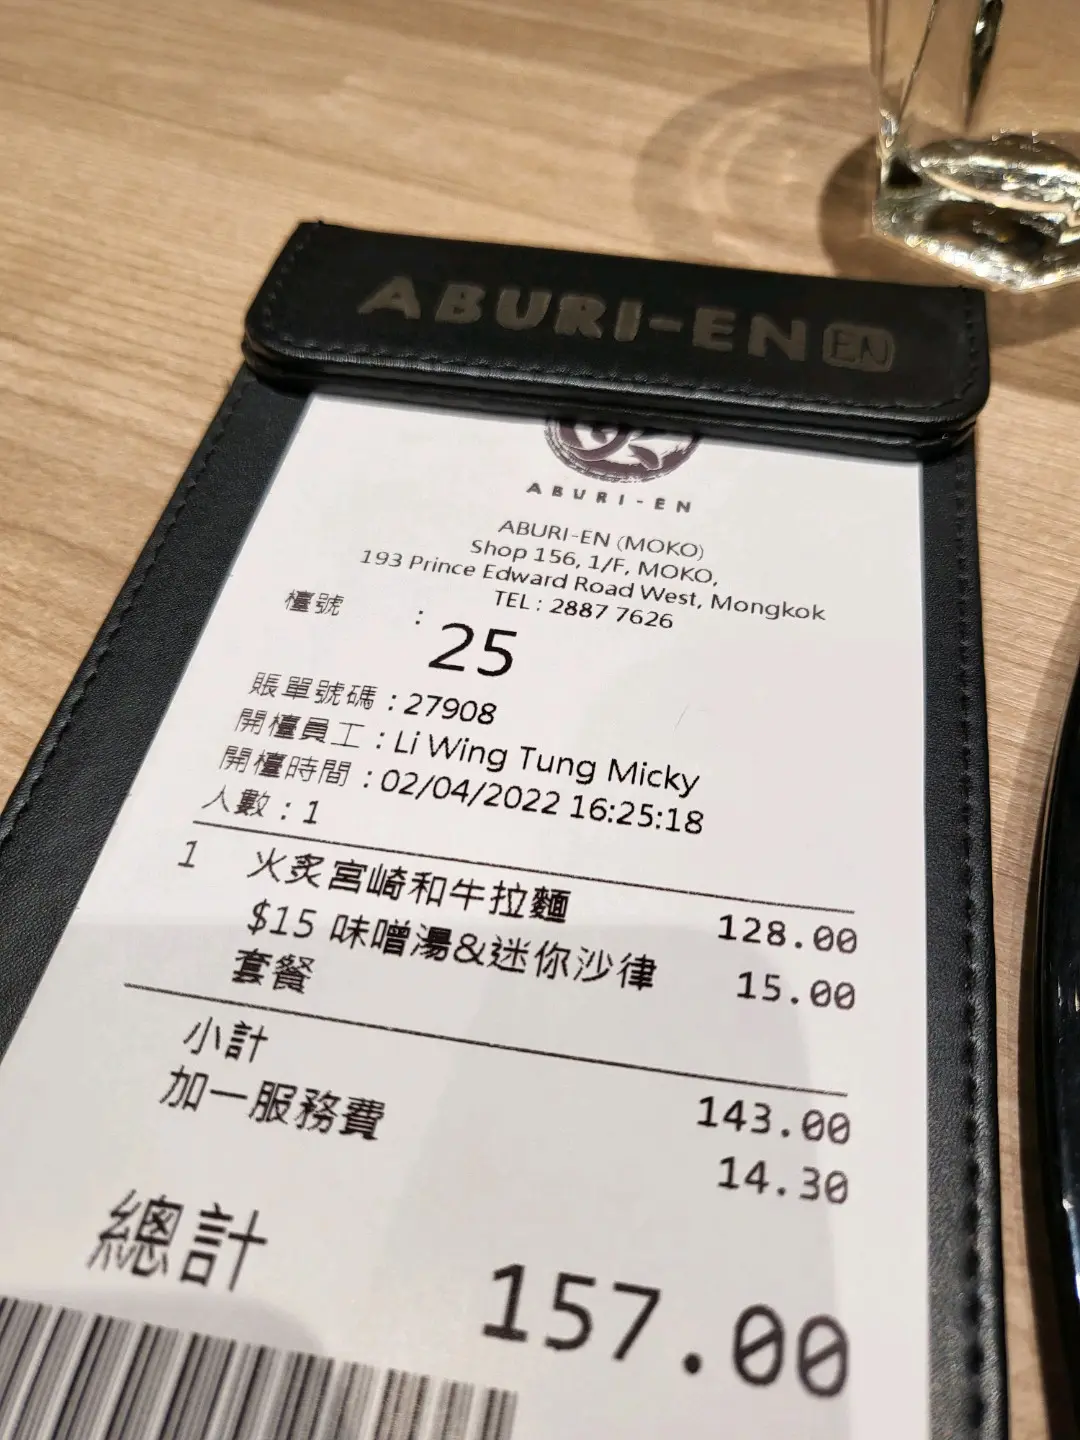 ABURI-EN EN
ABURI-EN
ABURI-EN (MOKO)
Shop 156, 1/F, MOKO,
193 Prince Edward Road West, Mongkok
TEL : 2887 7626
檯號 : 25
賬單號碼 : 27908
開檯員工 : Li Wing Tung Micky
開檯時間 : 02/04/2022 16:25:18
人數 : 1
1 火炙宮崎和牛拉麵 128.00
$15 味噌湯&迷你沙律 15.00
套餐
小計 143.00
加一服務費 14.30
總計 157.00